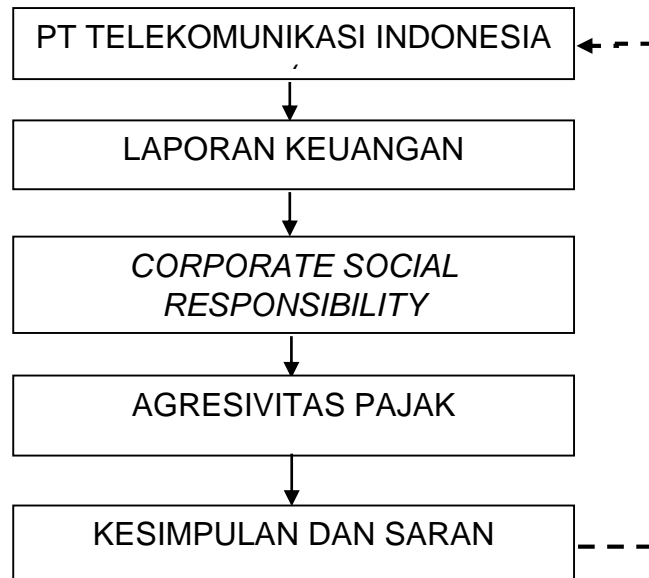 PT TELEKOMUNIKASI INDONESIA
LAPORAN KEUANGAN
CORPORATE SOCIAL
RESPONSIBILITY
AGRESIVITAS PAJAK
KESIMPULAN DAN SARAN